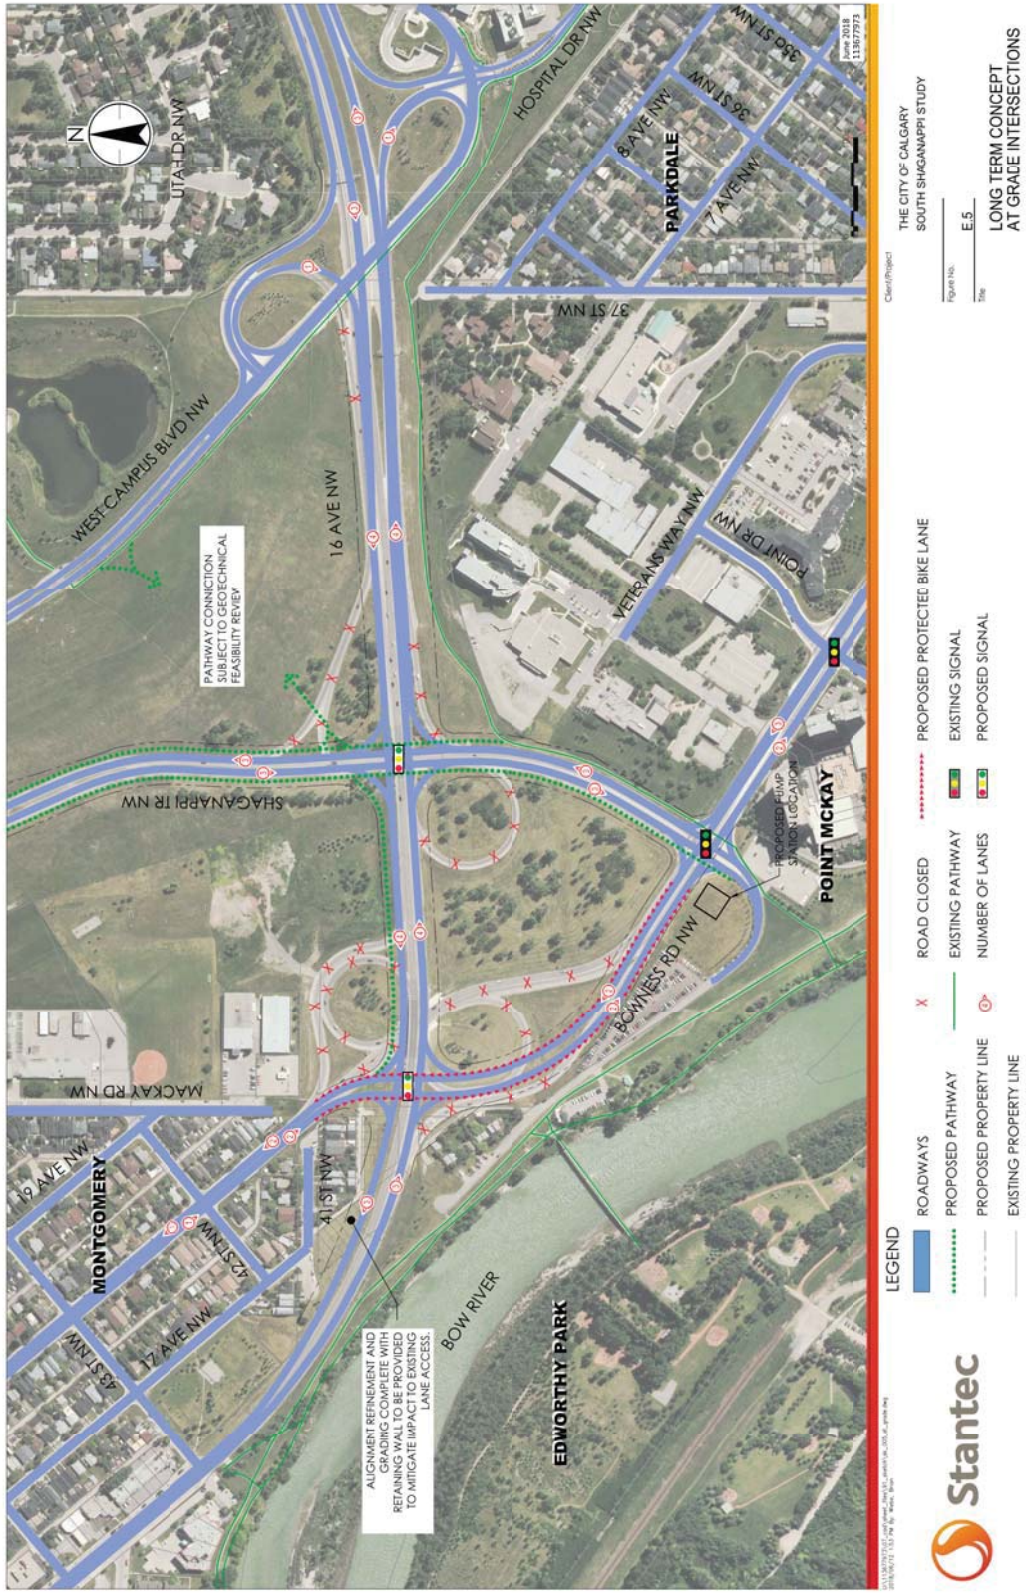 N
UTAH DR NW
HOSPITAL DR NW
35a ST NW
36 ST NW
8 AVE NW
7 AVE NW
PARKDALE
June 2018
113677973
37 ST NW
WEST CAMPUS BLVD NW
16 AVE NW
PATHWAY CONNCTION
SUBJECT TO GEOTECHNICAL
FEASIBILITY REVIEW
VETERANS WAY NW
POINT DR NW
SHAGANAPPI TR NW
PROPOSED PUMP
STATION LOCATION
POINT MCKAY
BOWNESS RD NW
MACKAY RD NW
19 AVE NW
MONTGOMERY
42 ST NW
41 ST NW
17 AVE NW
43 ST NW
ALIGNMENT REFINEMENT AND
GRADING COMPLETE WITH
RETAINING WALL TO BE PROVIDED
TO MITIGATE IMPACT TO EXISTING
LANE ACCESS.
BOW RIVER
EDWORTHY PARK
Stantec
LEGEND
ROADWAYS
PROPOSED PATHWAY
PROPOSED PROPERTY LINE
EXISTING PROPERTY LINE
X
ROAD CLOSED
EXISTING PATHWAY
NUMBER OF LANES
PROPOSED PROTECTED BIKE LANE
EXISTING SIGNAL
PROPOSED SIGNAL
Client/Project
THE CITY OF CALGARY
SOUTH SHAGANAPPI STUDY
Figure No.
E.5
Title
LONG TERM CONCEPT
AT GRADE INTERSECTIONS